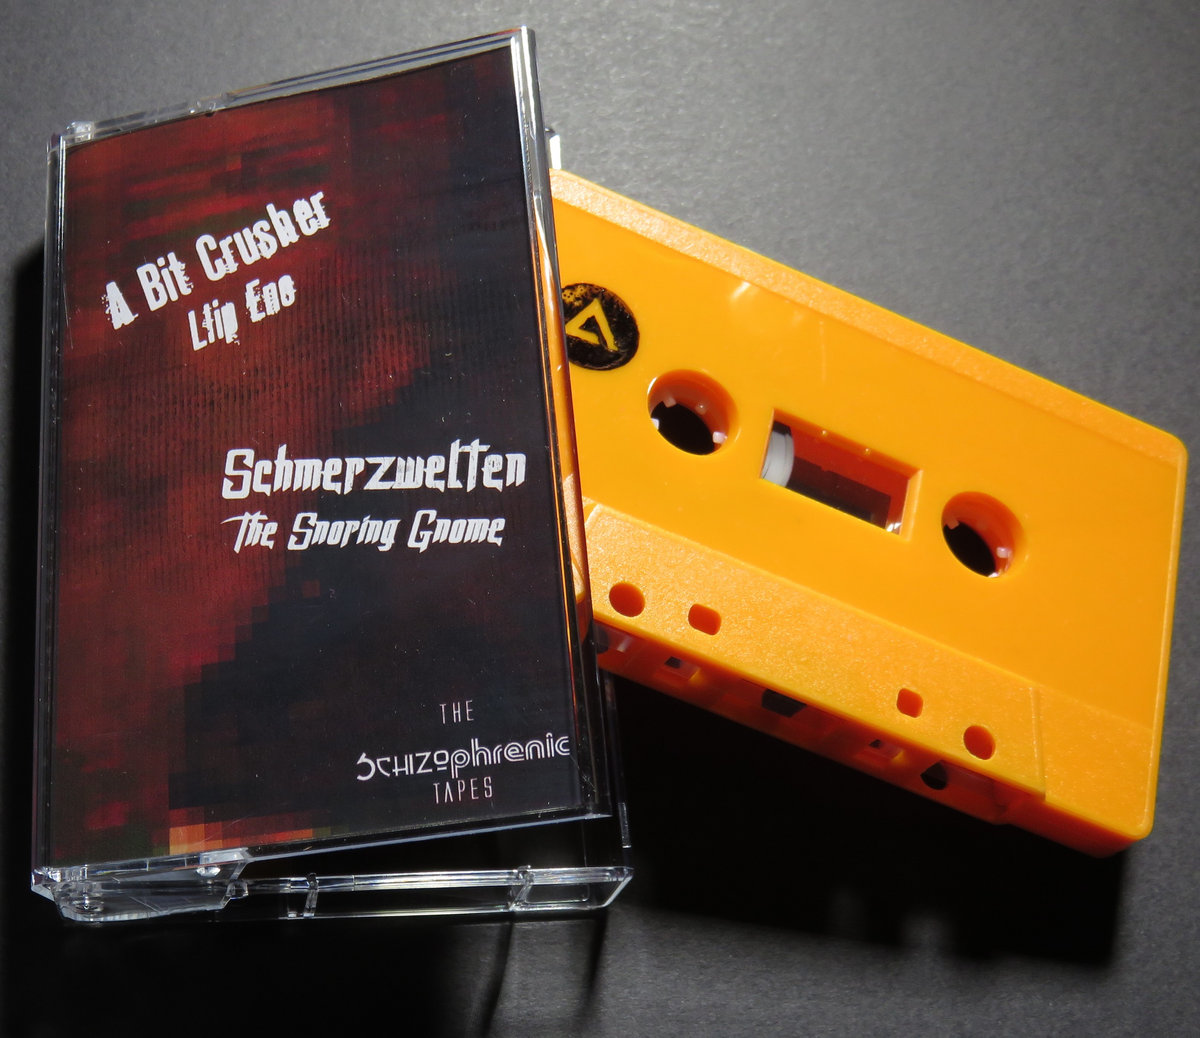 A Bit Crusher
Ltip Eno
Schmerzwelten
The Snoring Gnome
THE
SCHIZophrenic
TAPES